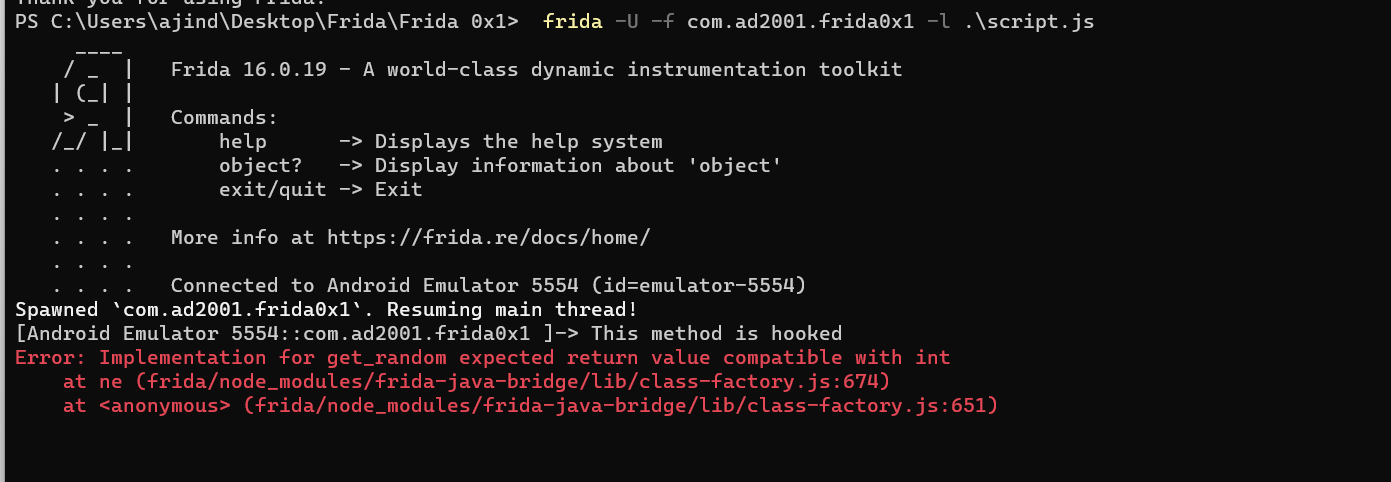 Thank you for using Frida!
PS C:\Users\ajind\Desktop\Frida\Frida 0x1>  frida -U -f com.ad2001.frida0x1 -l .\script.js
     ____
    / _  |   Frida 16.0.19 - A world-class dynamic instrumentation toolkit
   | (_| |
    > _  |   Commands:
   /_/ |_|       help      -> Displays the help system
   . . . .       object?   -> Display information about 'object'
   . . . .       exit/quit -> Exit
   . . . .
   . . . .   More info at https://frida.re/docs/home/
   . . . .
   . . . .   Connected to Android Emulator 5554 (id=emulator-5554)
Spawned `com.ad2001.frida0x1`. Resuming main thread!
[Android Emulator 5554::com.ad2001.frida0x1 ]-> This method is hooked
Error: Implementation for get_random expected return value compatible with int
    at ne (frida/node_modules/frida-java-bridge/lib/class-factory.js:674)
    at <anonymous> (frida/node_modules/frida-java-bridge/lib/class-factory.js:651)